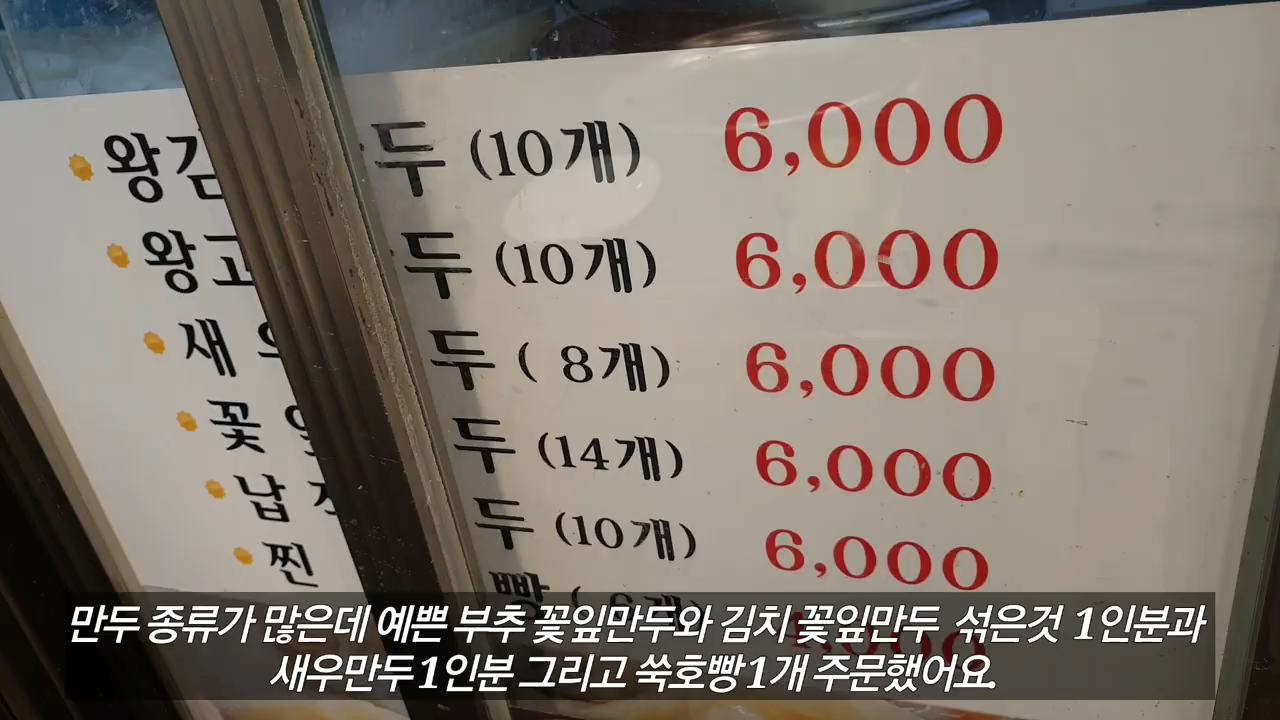 왕김 두 (10개) 6,000
왕고 두 (10개) 6,000
새 두 ( 8개) 6,000
꽃 두 (14개) 6,000
납 두 (10개) 6,000
찐 빵 ( 6개)
만두 종류가 많은데 예쁜 부추 꽃잎만두와 김치 꽃잎만두 섞은것 1인분과
새우만두1인분 그리고 쑥호빵1개 주문했어요.